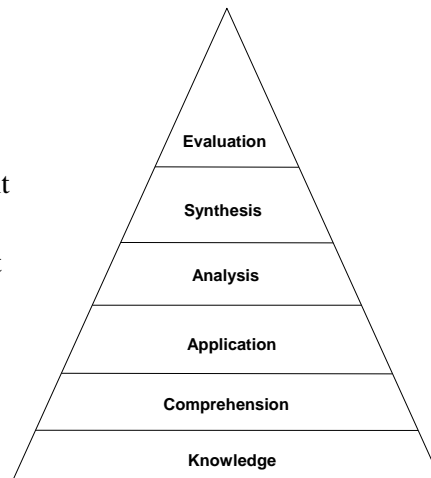 Evaluation
Synthesis
Analysis
Application
Comprehension
Knowledge